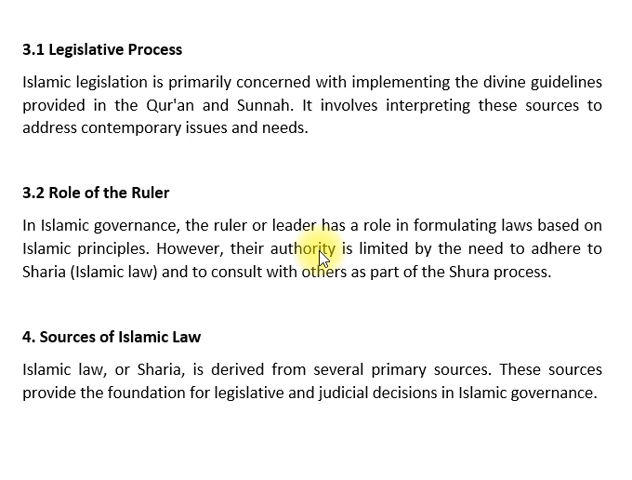 3.1 Legislative Process
Islamic legislation is primarily concerned with implementing the divine guidelines
provided in the Qur'an and Sunnah. It involves interpreting these sources to
address contemporary issues and needs.
3.2 Role of the Ruler
In Islamic governance, the ruler or leader has a role in formulating laws based on
Islamic principles. However, their authority is limited by the need to adhere to
Sharia (Islamic law) and to consult with others as part of the Shura process.
4. Sources of Islamic Law
Islamic law, or Sharia, is derived from several primary sources. These sources
provide the foundation for legislative and judicial decisions in Islamic governance.